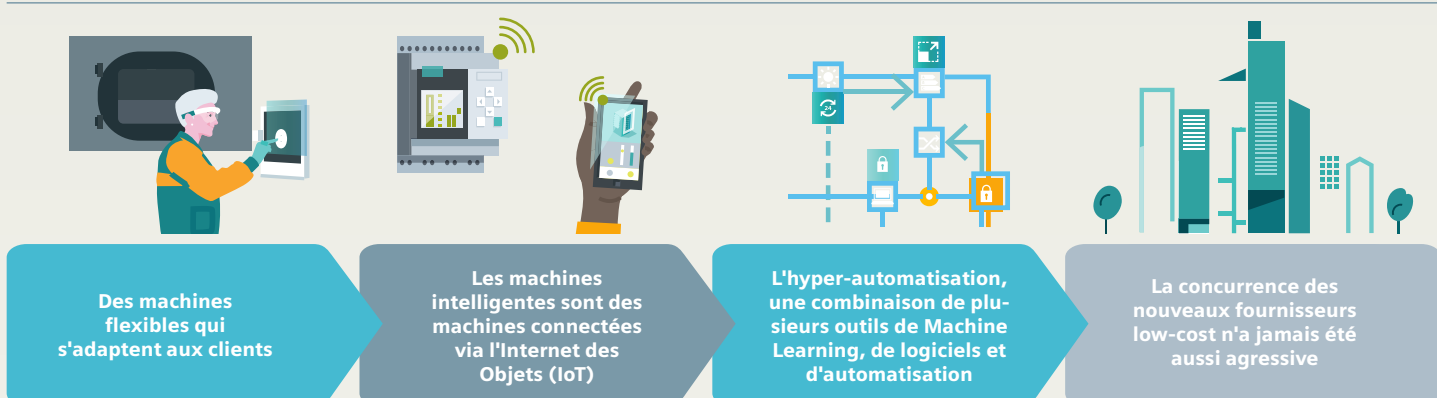 Des machines
flexibles qui
s'adaptent aux clients
Les machines
intelligentes sont des
machines connectées
via l'Internet des
Objets (IoT)
L'hyper-automatisation,
une combinaison de plu-
sieurs outils de Machine
Learning, de logiciels et
d'automatisation
La concurrence des
nouveaux fournisseurs
low-cost n'a jamais été
aussi agressive
24